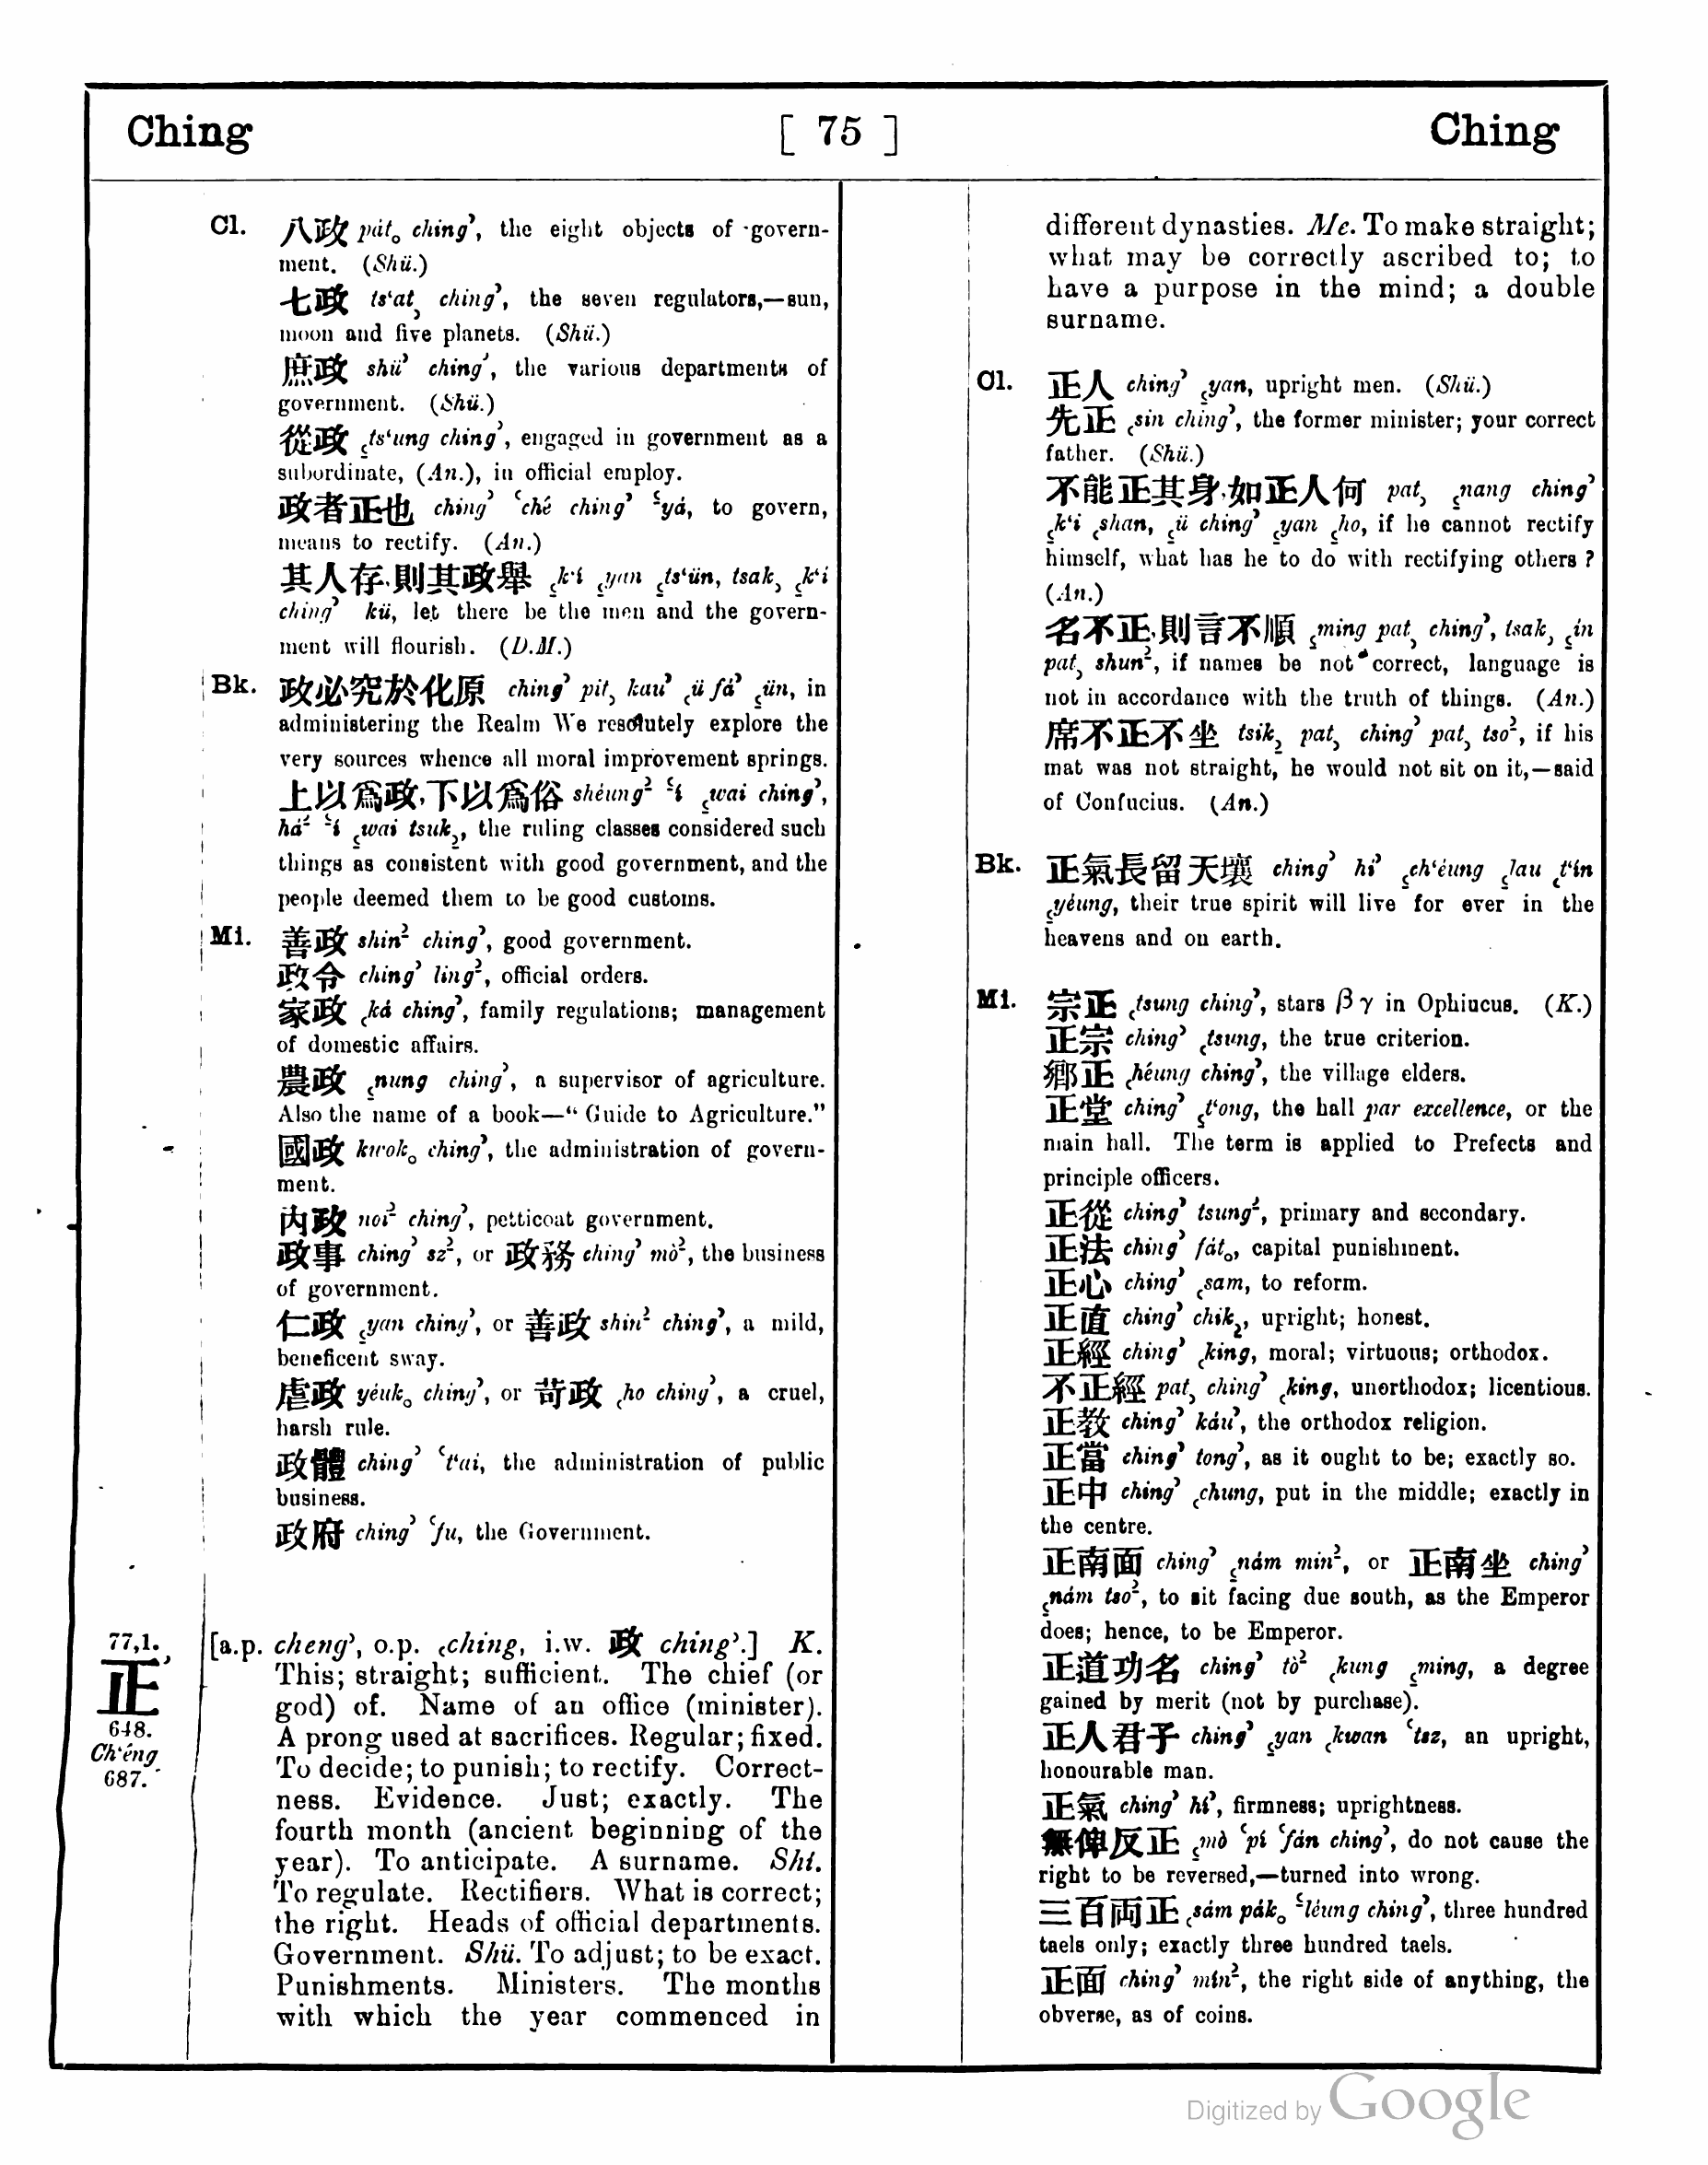 Ching [ 75 ] Ching
Cl. 八政 pátₒ ching’, the eight objects of govern-
ment. (Shü.)
七政 ts‘at˒ ching’, the seven regulators,—sun,
moon and five planets. (Shü.)
庶政 shü’ ching’, the various departments of
government. (Shü.)
從政 ˛ts‘ung ching’, engaged in government as a
subordinate, (An.), in official employ.
政者正也 ching’ ‘ché ching’ ‘yá, to govern,
means to rectify. (An.)
其人存,則其政舉 ˛k‘í ˛yan ˛ts‘ün, tsak˒ ˛k‘í
ching’ kü, let there be the men and the govern-
ment will flourish. (D.M.)
Bk. 政必究於化原 ching’ pit˒ kau’ ˛ü fá’ ˛ün, in
administering the Realm We resolutely explore the
very sources whence all moral improvement springs.
上以爲政,下以爲俗 shéung² ‘í ˛wai ching’,
há² ‘í ˛wai tsuk₂, the ruling classes considered such
things as consistent with good government, and the
people deemed them to be good customs.
Mi. 善政 shin² ching’, good government.
政令 ching’ ling², official orders.
家政 ˛ká ching’, family regulations; management
of domestic affairs.
農政 ˛nung ching’, a supervisor of agriculture.
Also the name of a book—“ Guide to Agriculture.”
國政 kwokₒ ching’, the administration of govern-
ment.
内政 noi² ching’, petticoat government.
政事 ching’ sz², or 政務 ching’ mò², the business
of government.
仁政 ˛yan ching’, or 善政 shin² ching’, a mild,
beneficent sway.
虐政 yéukₒ ching’, or 苛政 ˛ho ching’, a cruel,
harsh rule.
政體 ching’ ‘t‘ai, the administration of public
business.
政府 ching’ ‘fu, the Government.
77,1.
正’
648.
Ch‘éng
687.
[a.p. cheng’, o.p. ˛ching, i.w. 政 ching’.] K.
This; straight; sufficient. The chief (or
god) of. Name of an office (minister).
A prong used at sacrifices. Regular; fixed.
To decide; to punish; to rectify. Correct-
ness. Evidence. Just; exactly. The
fourth month (ancient beginning of the
year). To anticipate. A surname. Shí.
To regulate. Rectifiers. What is correct;
the right. Heads of official departments.
Government. Shü. To adjust; to be exact.
Punishments. Ministers. The months
with which the year commenced in
different dynasties. Me. To make straight;
what may be correctly ascribed to; to
have a purpose in the mind; a double
surname.
Cl. 正人 ching’ ˛yan, upright men. (Shü.)
先正 ˛sin ching’, the former minister; your correct
father. (Shü.)
不能正其身,如正人何 pat˒ ˛nang ching’
˛k‘i ˛shan, ˛ü ching’ ˛yan ˛ho, if he cannot rectify
himself, what has he to do with rectifying others ?
(An.)
名不正,則言不順 ˛ming pat˒ ching’, tsak˒ ˛ín
pat˒ shun², if names be not correct, language is
not in accordance with the truth of things. (An.)
席不正不坐 tsik₂ pat˒ ching’ pat˒ tso², if his
mat was not straight, he would not sit on it,—said
of Confucius. (An.)
Bk. 正氣長留天壤 ching’ hí’ ˛ch‘éung ˛lau ˛t‘ín
˛yéung, their true spirit will live for ever in the
heavens and on earth.
Mi. 宗正 ˛tsung ching’, stars β γ in Ophiucus. (K.)
正宗 ching’ ˛tsung, the true criterion.
鄉正 ˛héung ching’, the village elders.
正堂 ching’ ˛t‘ong, the hall par excellence, or the
main hall. The term is applied to Prefects and
principle officers.
正從 ching’ tsung², primary and secondary.
正法 ching’ fátₒ, capital punishment.
正心 ching’ ˛sam, to reform.
正直 ching’ chik₂, upright; honest.
正經 ching’ ˛king, moral; virtuous; orthodox.
不正經 pat˒ ching’ ˛king, unorthodox; licentious.
正教 ching’ káu’, the orthodox religion.
正當 ching’ tong’, as it ought to be; exactly so.
正中 ching’ ˛chung, put in the middle; exactly in
the centre.
正南面 ching’ ˛nám min², or 正南坐 ching’
˛nám tso², to sit facing due south, as the Emperor
does; hence, to be Emperor.
正道功名 ching’ tò² ˛kung ˛ming, a degree
gained by merit (not by purchase).
正人君子 ching’ ˛yan ˛kwan ‘tsz, an upright,
honourable man.
正氣 ching’ hí’, firmness; uprightness.
無俾反正 ˛mò ‘pí ‘fán ching’, do not cause the
right to be reversed,—turned into wrong.
三百両正 ˛sám pákₒ ‘léung ching’, three hundred
taels only; exactly three hundred taels.
正面 ching’ mín², the right side of anything, the
obverse, as of coins.
Digitized by Google